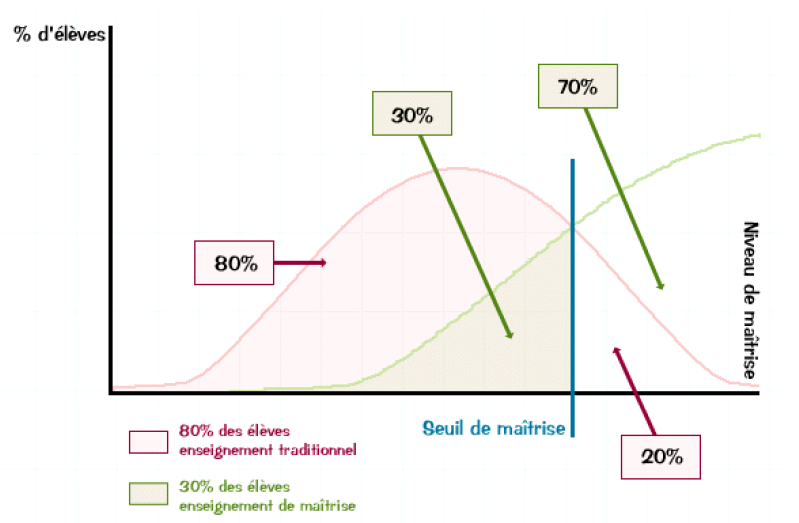 % d'élèves
70%
30%
80%
Niveau de maîtrise
Seuil de maîtrise
20%
80% des élèves
enseignement traditionnel
30% des élèves
enseignement de maîtrise